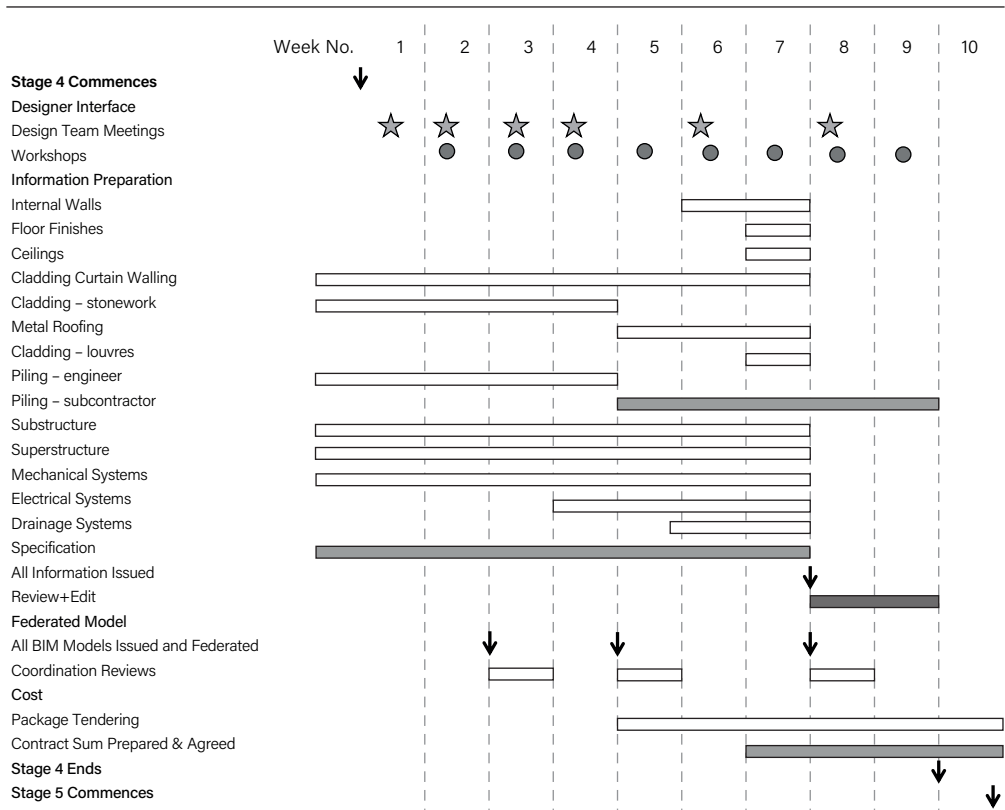 Week No. 1 2 3 4 5 6 7 8 9 10
Stage 4 Commences
Designer Interface
Design Team Meetings
Workshops
Information Preparation
Internal Walls
Floor Finishes
Ceilings
Cladding Curtain Walling
Cladding – stonework
Metal Roofing
Cladding – louvres
Piling – engineer
Piling – subcontractor
Substructure
Superstructure
Mechanical Systems
Electrical Systems
Drainage Systems
Specification
All Information Issued
Review+Edit
Federated Model
All BIM Models Issued and Federated
Coordination Reviews
Cost
Package Tendering
Contract Sum Prepared & Agreed
Stage 4 Ends
Stage 5 Commences